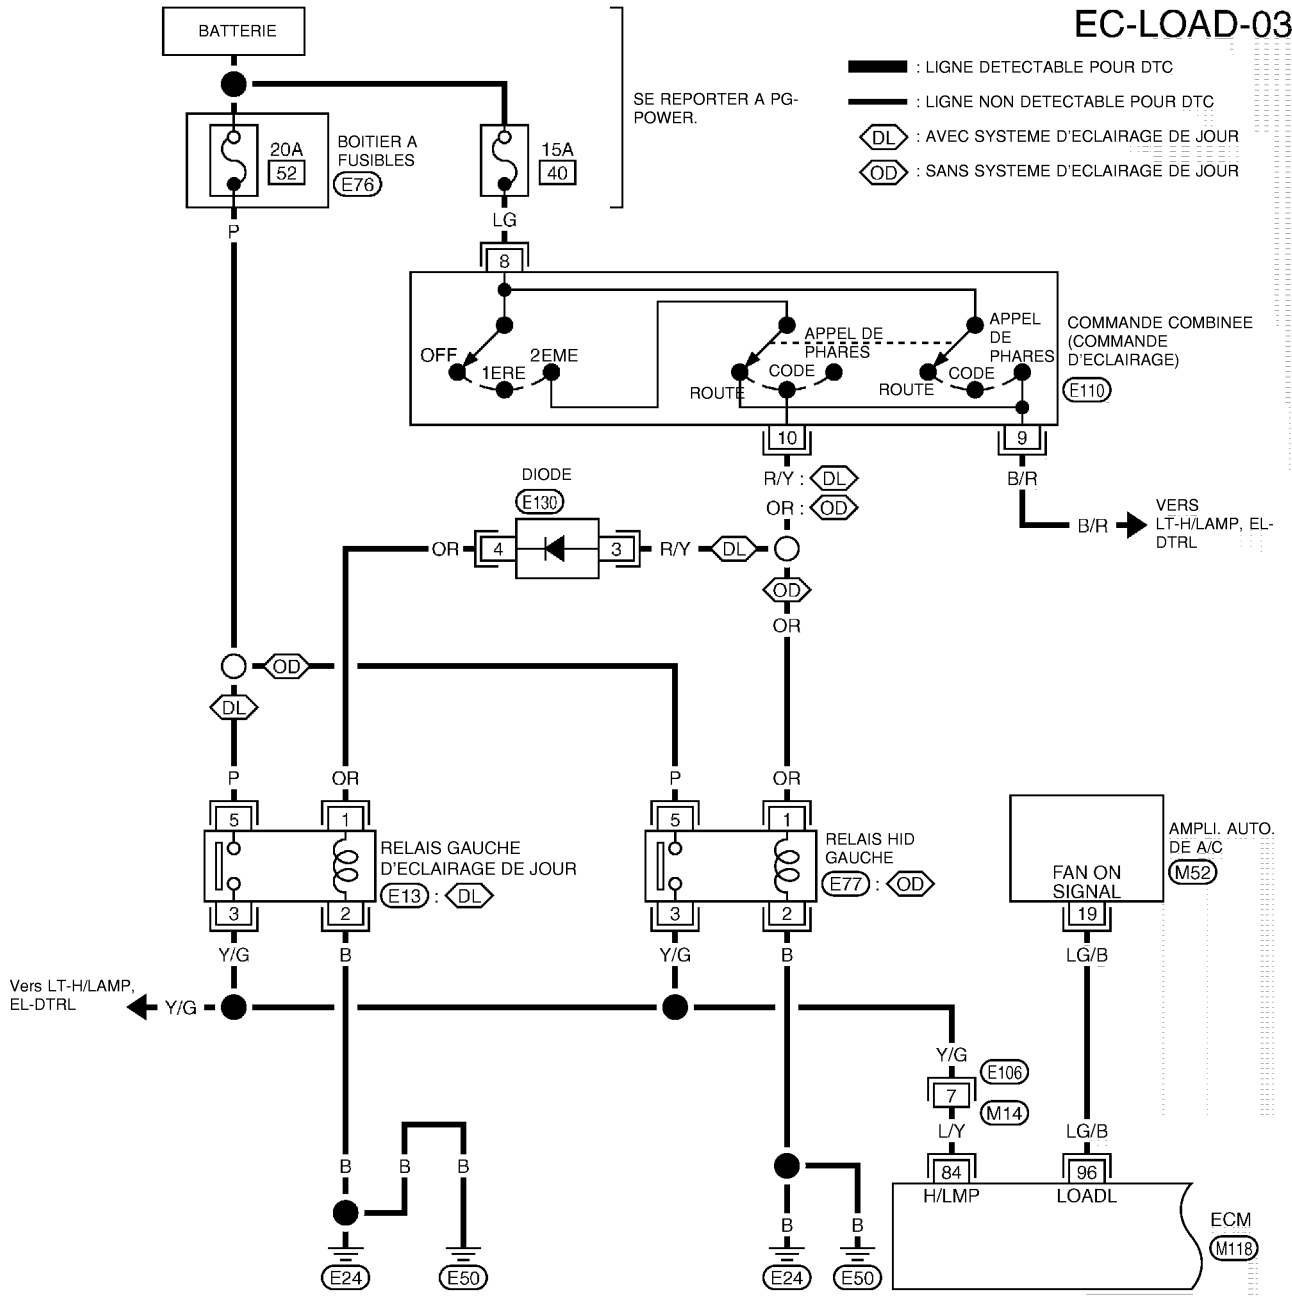 EC-LOAD-03
BATTERIE
: LIGNE DETECTABLE POUR DTC
: LIGNE NON DETECTABLE POUR DTC
DL : AVEC SYSTEME D'ECLAIRAGE DE JOUR
OD : SANS SYSTEME D'ECLAIRAGE DE JOUR
SE REPORTER A PG-
POWER.
20A
52
BOITIER A
FUSIBLES
E76
15A
40
P
LG
8
OFF
1ERE
2EME
APPEL DE
PHARES
ROUTE
CODE
APPEL
DE
PHARES
ROUTE
CODE
COMMANDE COMBINEE
(COMMANDE
D'ECLAIRAGE)
E110
10
9
R/Y : DL
OR : OD
B/R
B/R
VERS
LT-H/LAMP, EL-
DTRL
DIODE
E130
OR
4
3
R/Y
DL
OD
OR
OD
DL
P
OR
P
OR
5
1
5
1
RELAIS GAUCHE
D'ECLAIRAGE DE JOUR
E13 : DL
RELAIS HID
GAUCHE
E77 : OD
AMPLI. AUTO.
DE A/C
M52
FAN ON
SIGNAL
3
2
3
2
19
Y/G
B
Y/G
B
LG/B
Vers LT-H/LAMP,
EL-DTRL
Y/G
Y/G
E106
7
M14
L/Y
LG/B
B
B
B
84
96
H/LMP
LOADL
B
B
ECM
M118
E24
E50
E24
E50